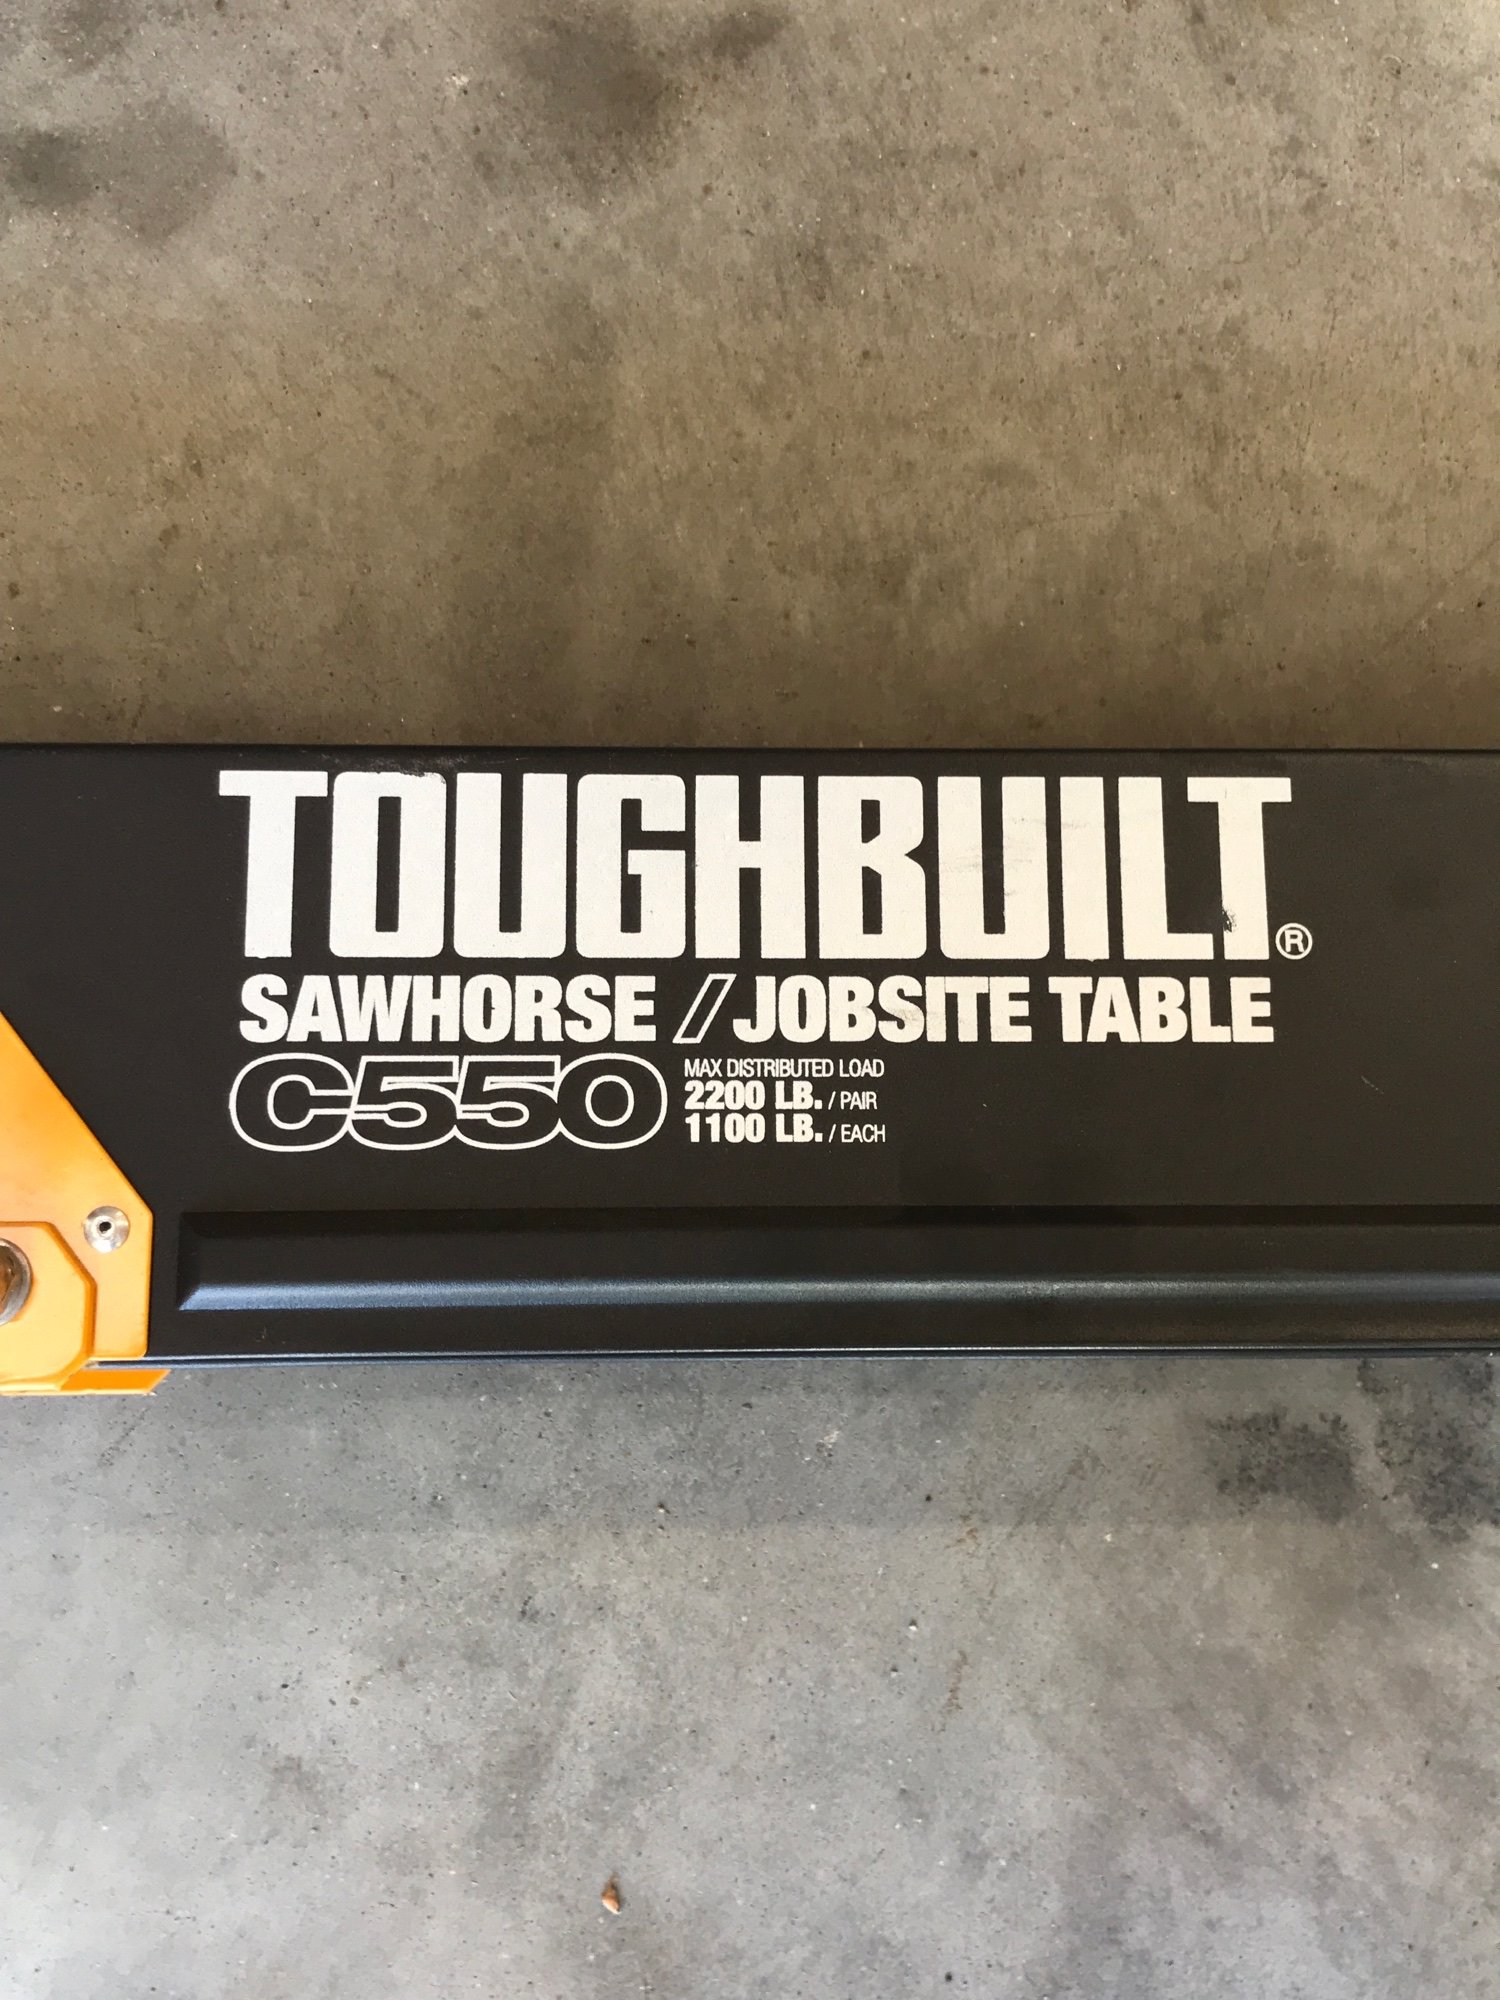 TOUGHBUILT®
SAWHORSE / JOBSITE TABLE
C550
MAX DISTRIBUTED LOAD
2200 LB. / PAIR
1100 LB. / EACH